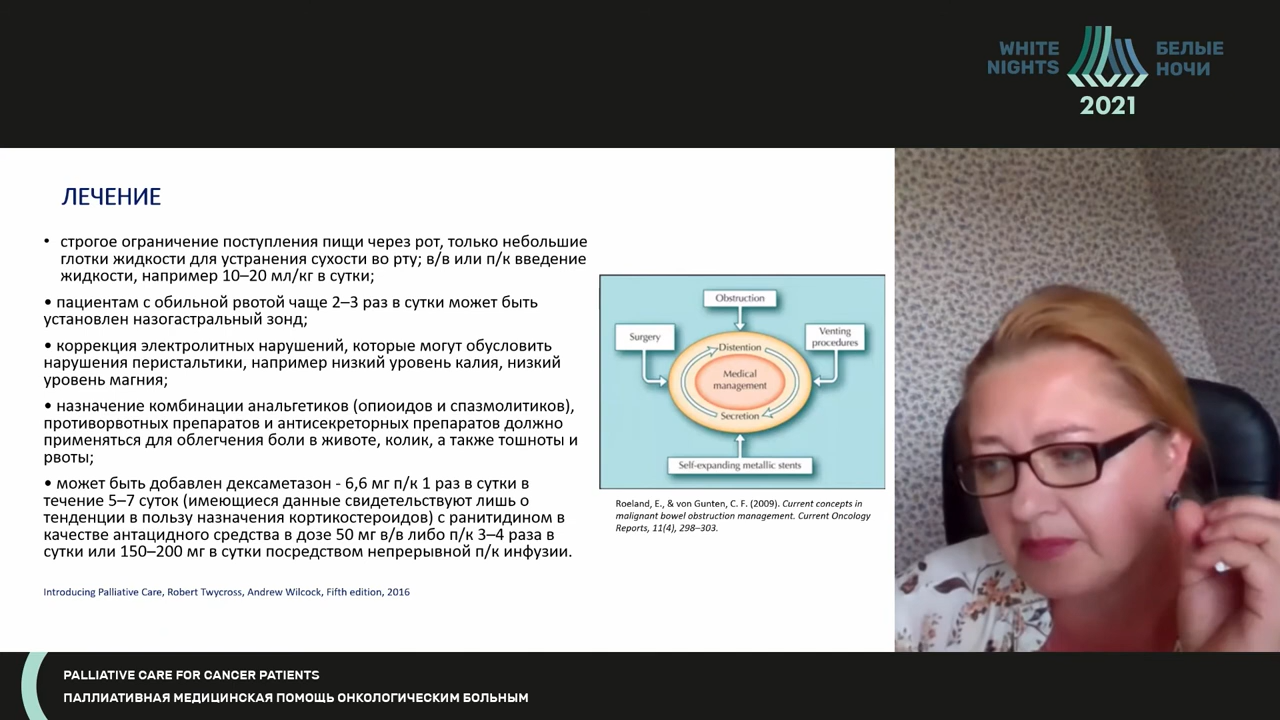 WHITE
NIGHTS
БЕЛЫЕ
НОЧИ
2021
ЛЕЧЕНИЕ
• строгое ограничение поступления пищи через рот, только небольшие
глотки жидкости для устранения сухости во рту; в/в или п/к введение
жидкости, например 10–20 мл/кг в сутки;
• пациентам с обильной рвотой чаще 2–3 раз в сутки может быть
установлен назогастральный зонд;
• коррекция электролитных нарушений, которые могут обусловить
нарушения перистальтики, например низкий уровень калия, низкий
уровень магния;
• назначение комбинации анальгетиков (опиоидов и спазмолитиков),
противорвотных препаратов и антисекреторных препаратов должно
применяться для облегчения боли в животе, колик, а также тошноты и
рвоты;
• может быть добавлен дексаметазон - 6,6 мг п/к 1 раз в сутки в
течение 5–7 суток (имеющиеся данные свидетельствуют лишь о
тенденции в пользу назначения кортикостероидов) с ранитидином в
качестве антацидного средства в дозе 50 мг в/в либо п/к 3–4 раза в
сутки или 150–200 мг в сутки посредством непрерывной п/к инфузии.
Introducing Palliative Care, Robert Twycross, Andrew Wilcock, Fifth edition, 2016
Obstruction
Surgery
Venting
procedures
Distention
Medical
management
Secretion
Self-expanding metallic stents
Roeland, E., & von Gunten, C. F. (2009). Current concepts in
malignant bowel obstruction management. Current Oncology
Reports, 11(4), 298–303.
PALLIATIVE CARE FOR CANCER PATIENTS
ПАЛЛИАТИВНАЯ МЕДИЦИНСКАЯ ПОМОЩЬ ОНКОЛОГИЧЕСКИМ БОЛЬНЫМ